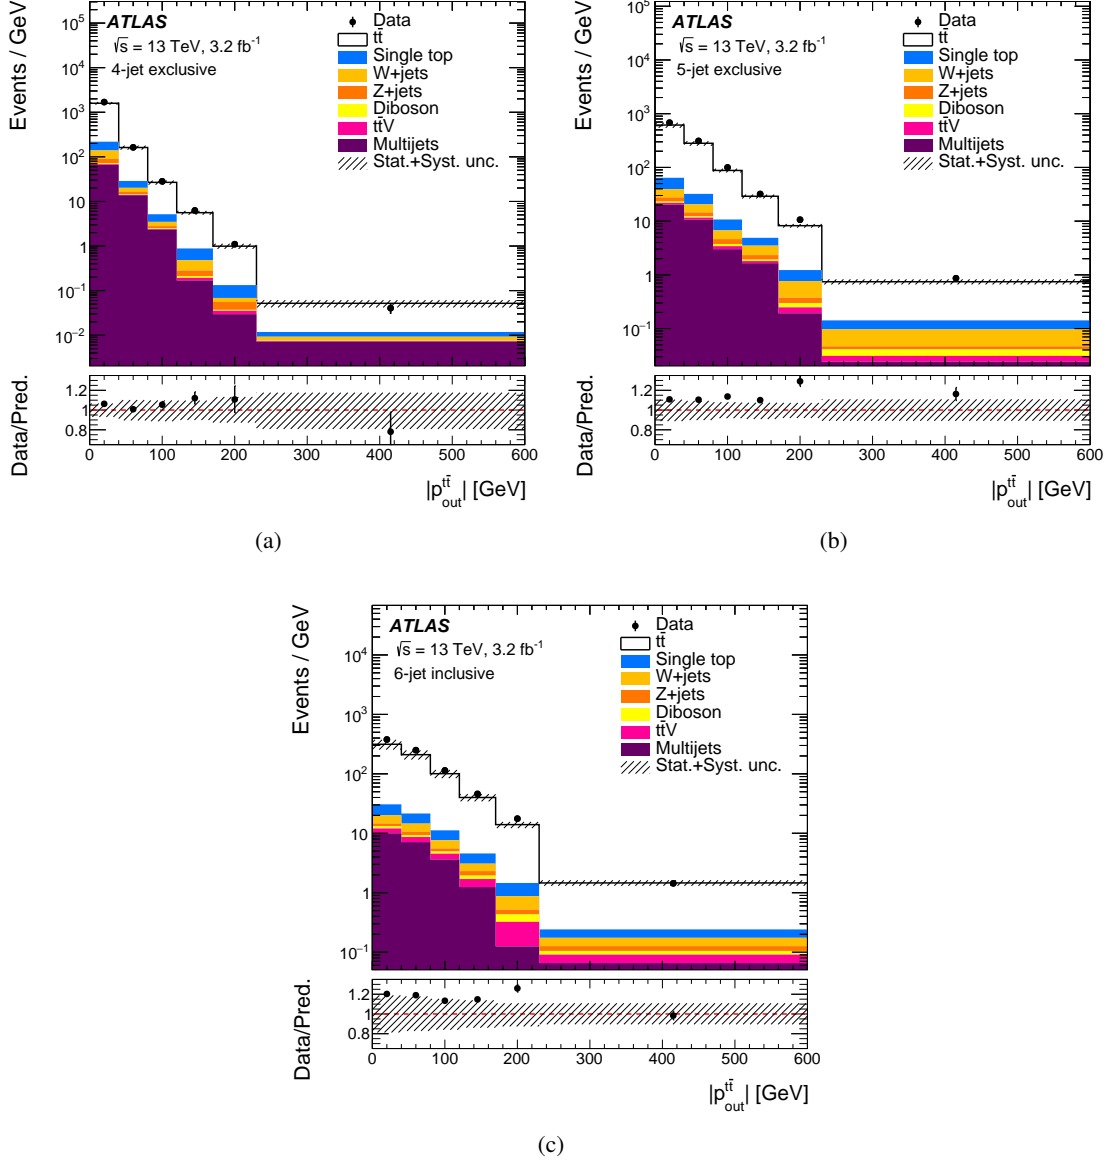 Events / GeV
10⁵
10⁴
10³
10²
10
1
10⁻¹
10⁻²
ATLAS
√s = 13 TeV, 3.2 fb⁻¹
4-jet exclusive
Data
tt̄
Single top
W+jets
Z+jets
Diboson
tt̄V
Multijets
Stat.+Syst. unc.
Data/Pred.
1.2
1
0.8
0 100 200 300 400 500 600
|p_out^tt̄| [GeV]
(a)
Events / GeV
10⁵
10⁴
10³
10²
10
1
10⁻¹
ATLAS
√s = 13 TeV, 3.2 fb⁻¹
5-jet exclusive
Data
tt̄
Single top
W+jets
Z+jets
Diboson
tt̄V
Multijets
Stat.+Syst. unc.
Data/Pred.
1.2
1
0.8
0 100 200 300 400 500 600
|p_out^tt̄| [GeV]
(b)
Events / GeV
10⁴
10³
10²
10
1
10⁻¹
ATLAS
√s = 13 TeV, 3.2 fb⁻¹
6-jet inclusive
Data
tt̄
Single top
W+jets
Z+jets
Diboson
tt̄V
Multijets
Stat.+Syst. unc.
Data/Pred.
1.2
1
0.8
0 100 200 300 400 500 600
|p_out^tt̄| [GeV]
(c)